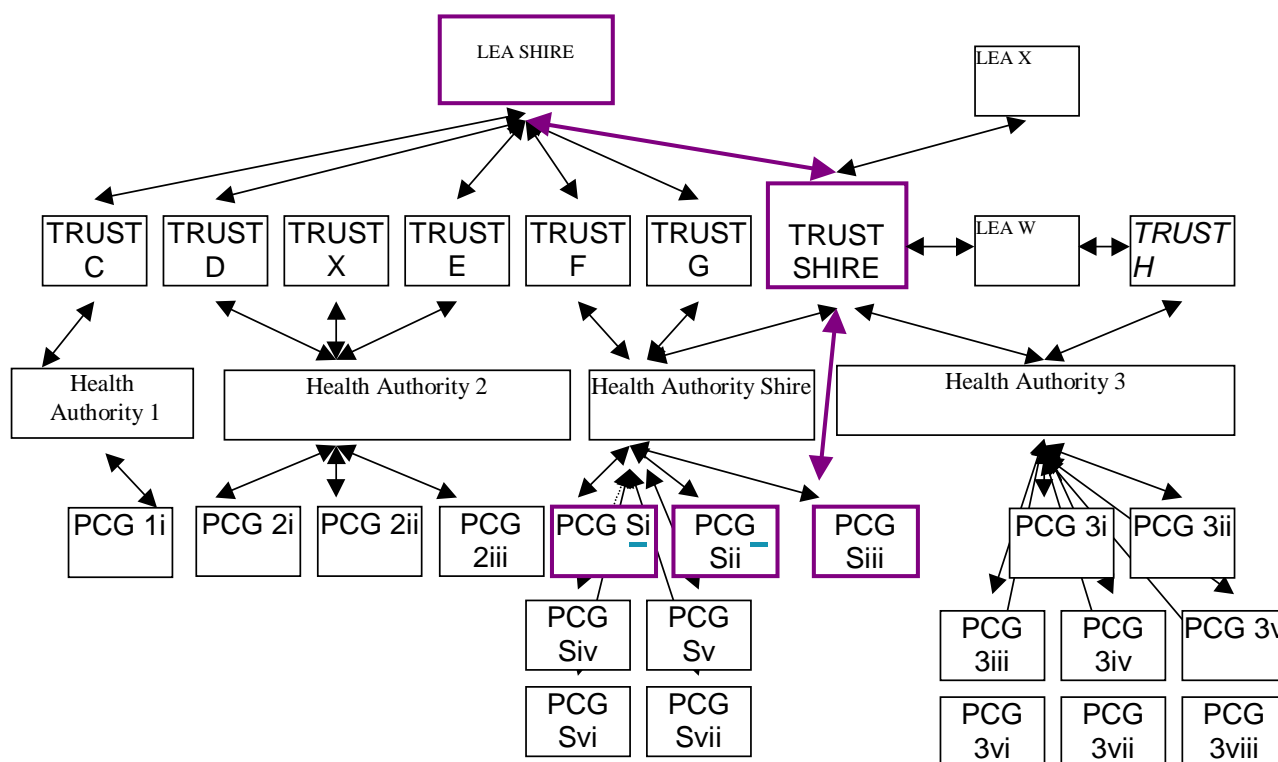 LEA SHIRE
LEA X
TRUST
C
TRUST
D
TRUST
X
TRUST
E
TRUST
F
TRUST
G
TRUST
SHIRE
LEA W
TRUST
H
Health
Authority 1
Health Authority 2
Health Authority Shire
Health Authority 3
PCG 1i
PCG 2i
PCG 2ii
PCG
2iii
PCG Si
PCG
Sii
PCG
Siii
PCG 3i
PCG 3ii
PCG
Siv
PCG
Sv
PCG
3iii
PCG
3iv
PCG 3v
PCG
Svi
PCG
Svii
PCG
3vi
PCG
3vii
PCG
3viii